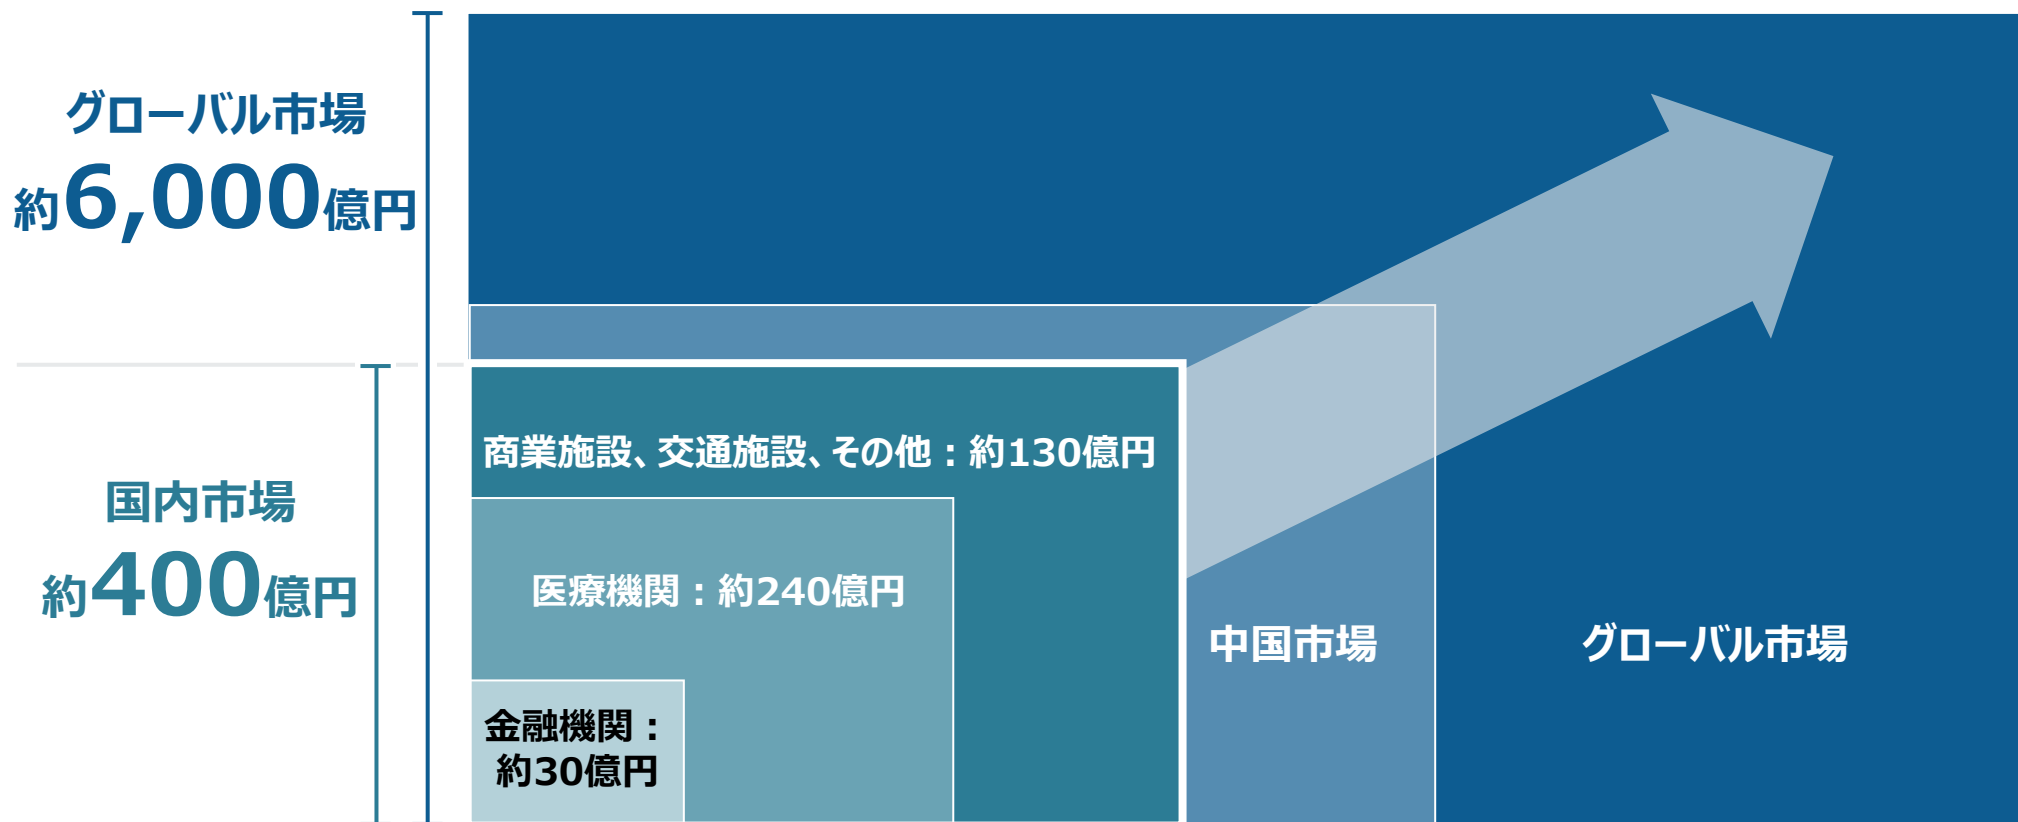 グローバル市場
約6,000億円
国内市場
約400億円
商業施設、交通施設、その他：約130億円
医療機関：約240億円
金融機関：
約30億円
中国市場
グローバル市場